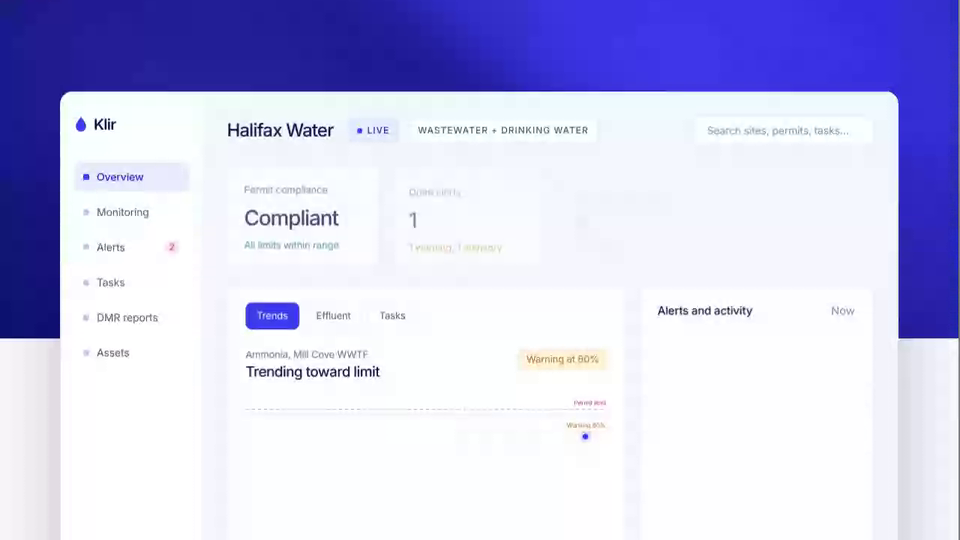 Klir
Overview
Monitoring
Alerts 2
Tasks
DMR reports
Assets
Halifax Water
LIVE
WASTEWATER + DRINKING WATER
Search sites, permits, tasks...
Permit compliance
Compliant
All limits within range
Open alerts
1
Trends
Effluent
Tasks
Ammonia, Mill Cove WWTF
Trending toward limit
Warning at 80%
Warning 80%
Alerts and activity
Now